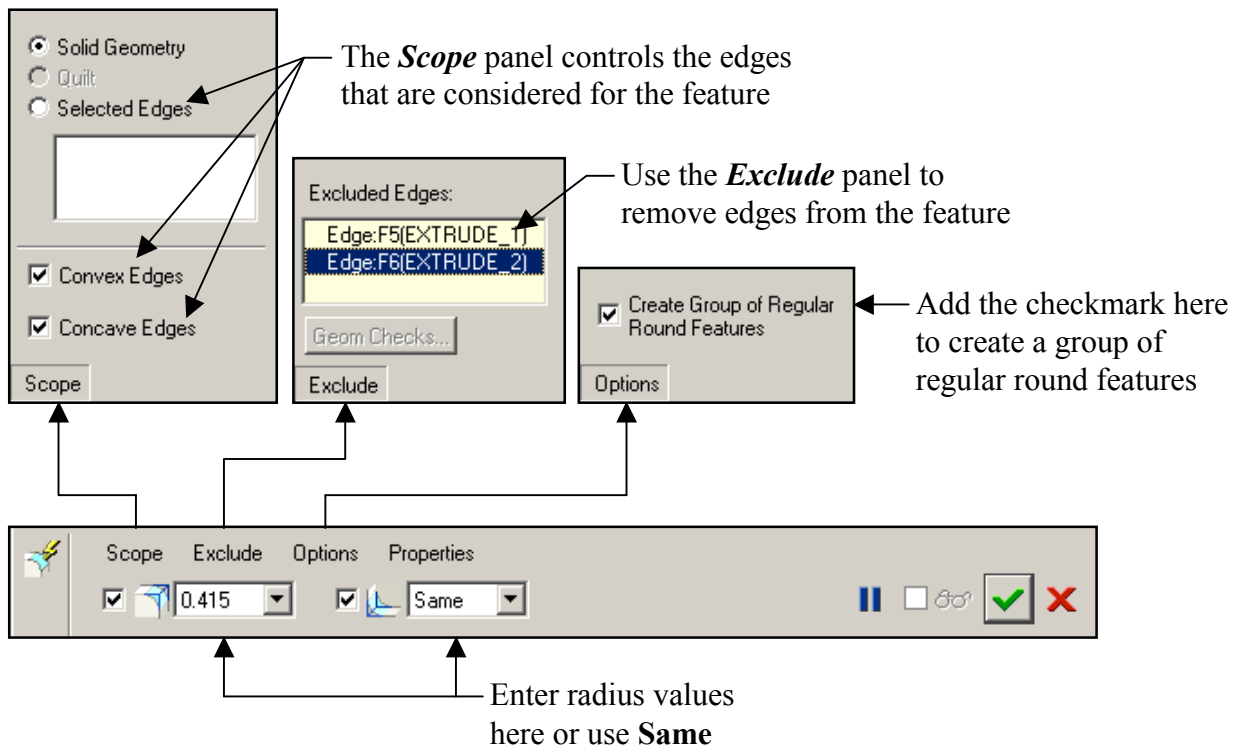 Solid Geometry
Quilt
Selected Edges
Convex Edges
Concave Edges
Scope
The Scope panel controls the edges
that are considered for the feature
Excluded Edges:
Edge:F5(EXTRUDE_1)
Edge:F6(EXTRUDE_2)
Geom Checks...
Exclude
Use the Exclude panel to
remove edges from the feature
Create Group of Regular
Round Features
Options
Add the checkmark here
to create a group of
regular round features
Scope Exclude Options Properties
0.415 Same
Enter radius values
here or use Same